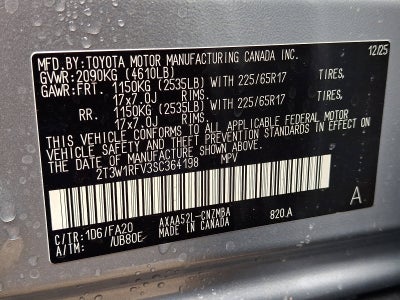 MFD.BY:TOYOTA MOTOR MANUFACTURING CANADA INC. 12/25
GVWR:2090KG (4610LB)
GAWR:FRT. 1150KG (2535LB)WITH 225/65R17 TIRES,
17x7.0J RIMS.
RR. 1150KG (2535LB)WITH 225/65R17 TIRES,
17x7.0J RIMS.
THIS VEHICLE CONFORMS TO ALL APPLICABLE FEDERAL MOTOR
VEHICLE SAFETY AND THEFT PREVENTION STANDARDS IN EFFECT ON
THE DATE OF MANUFACTURE SHOWN ABOVE.
2T3W1RFV3SC364198 MPV
C/TR:1D6/FA20 AXAA52L-CNZMBA 820.A A
A/TM: /UB80E MADE IN CANADA